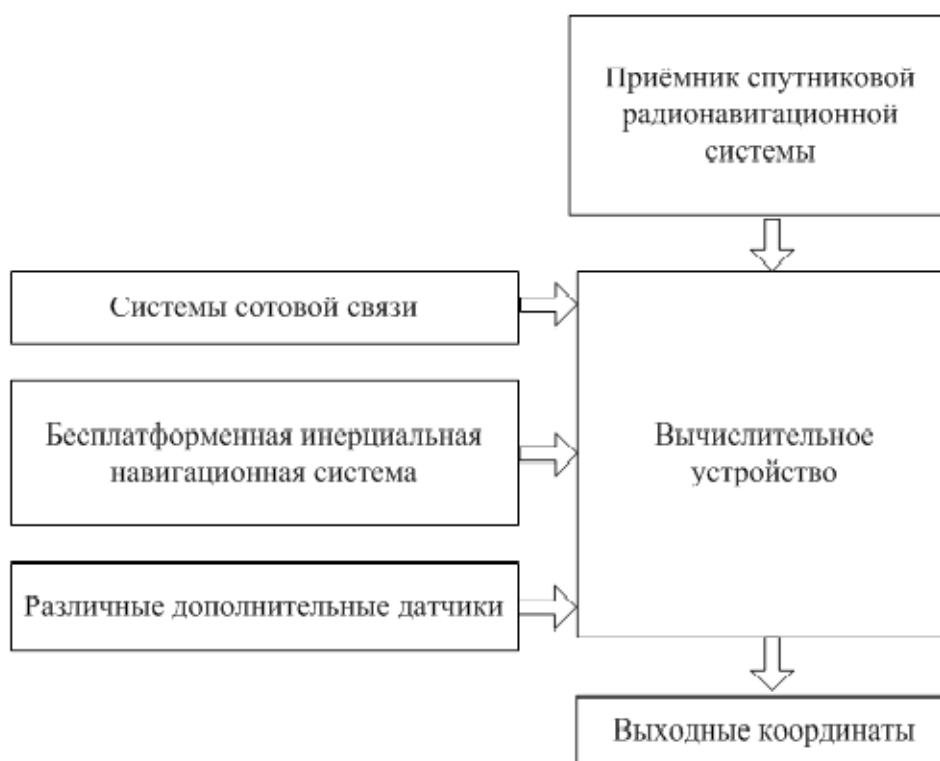 Приёмник спутниковой
радионавигационной
системы
Системы сотовой связи
Бесплатформенная инерциальная
навигационная система
Вычислительное
устройство
Различные дополнительные датчики
Выходные координаты